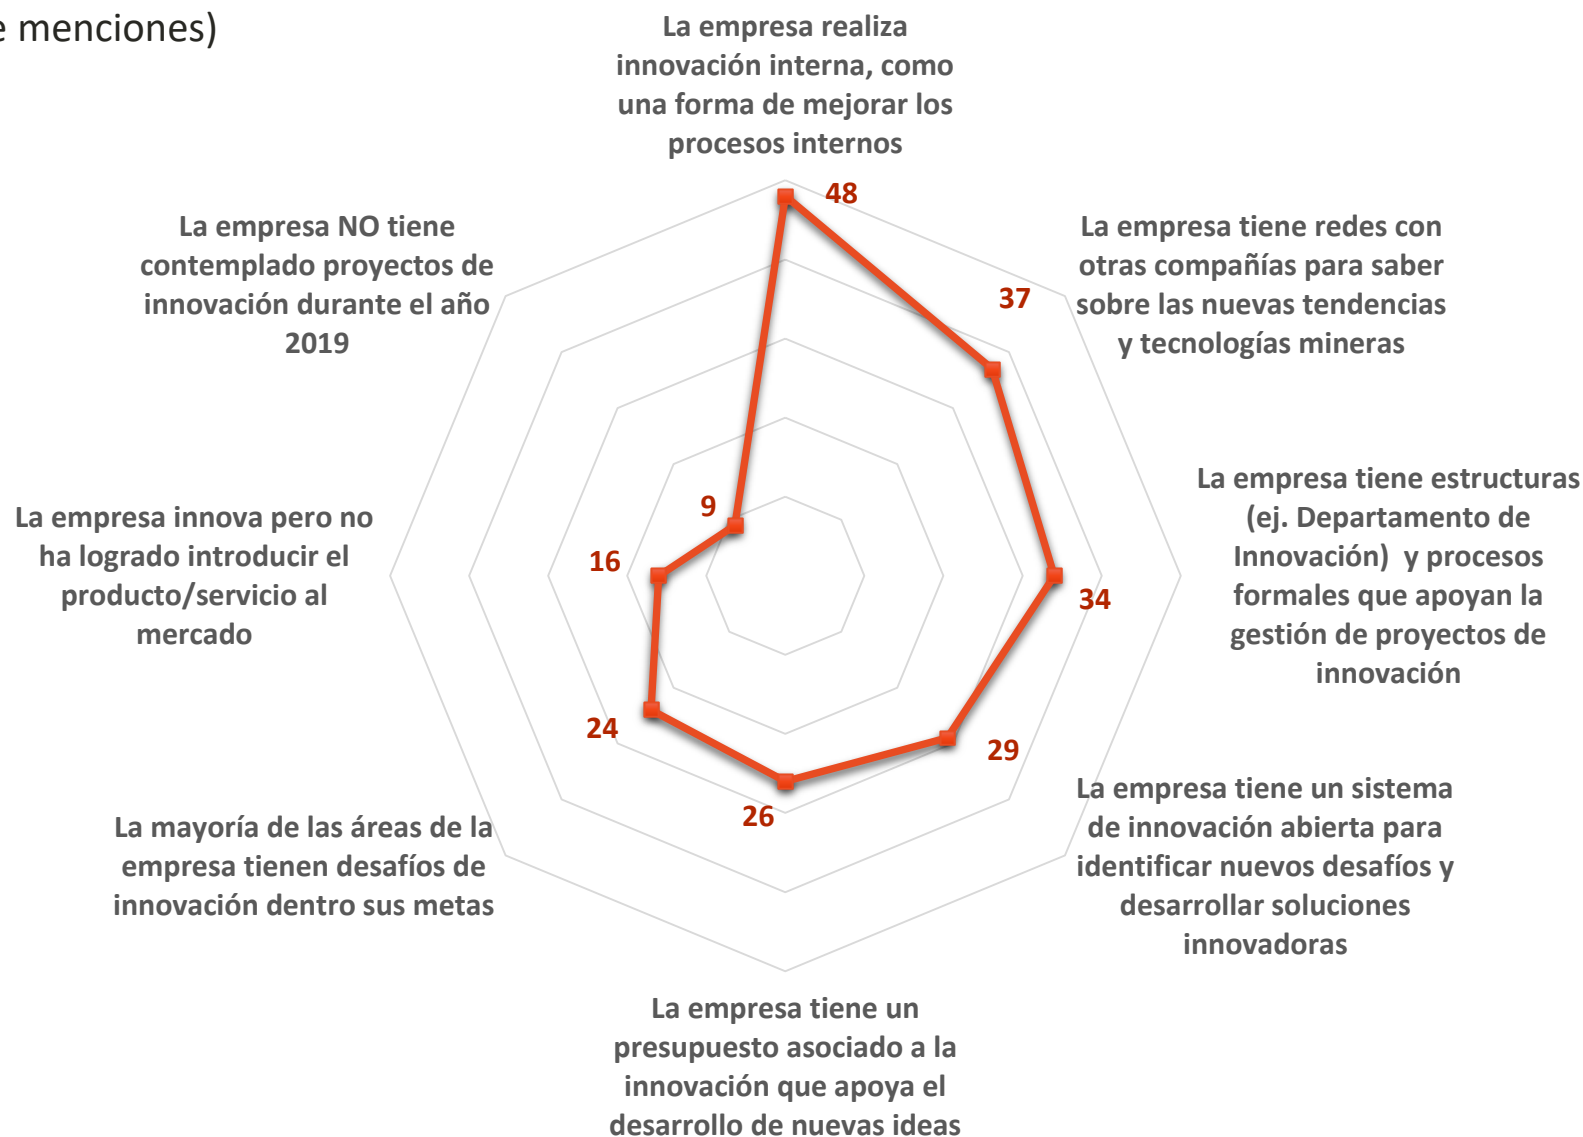 e menciones)
La empresa realiza
innovación interna, como
una forma de mejorar los
procesos internos
48
La empresa tiene redes con
otras compañías para saber
sobre las nuevas tendencias
y tecnologías mineras
37
La empresa tiene estructuras
(ej. Departamento de
Innovación)  y procesos
formales que apoyan la
gestión de proyectos de
innovación
34
La empresa tiene un sistema
de innovación abierta para
identificar nuevos desafíos y
desarrollar soluciones
innovadoras
29
La empresa tiene un
presupuesto asociado a la
innovación que apoya el
desarrollo de nuevas ideas
26
La mayoría de las áreas de la
empresa tienen desafíos de
innovación dentro sus metas
24
La empresa innova pero no
ha logrado introducir el
producto/servicio al
mercado
16
La empresa NO tiene
contemplado proyectos de
innovación durante el año
2019
9